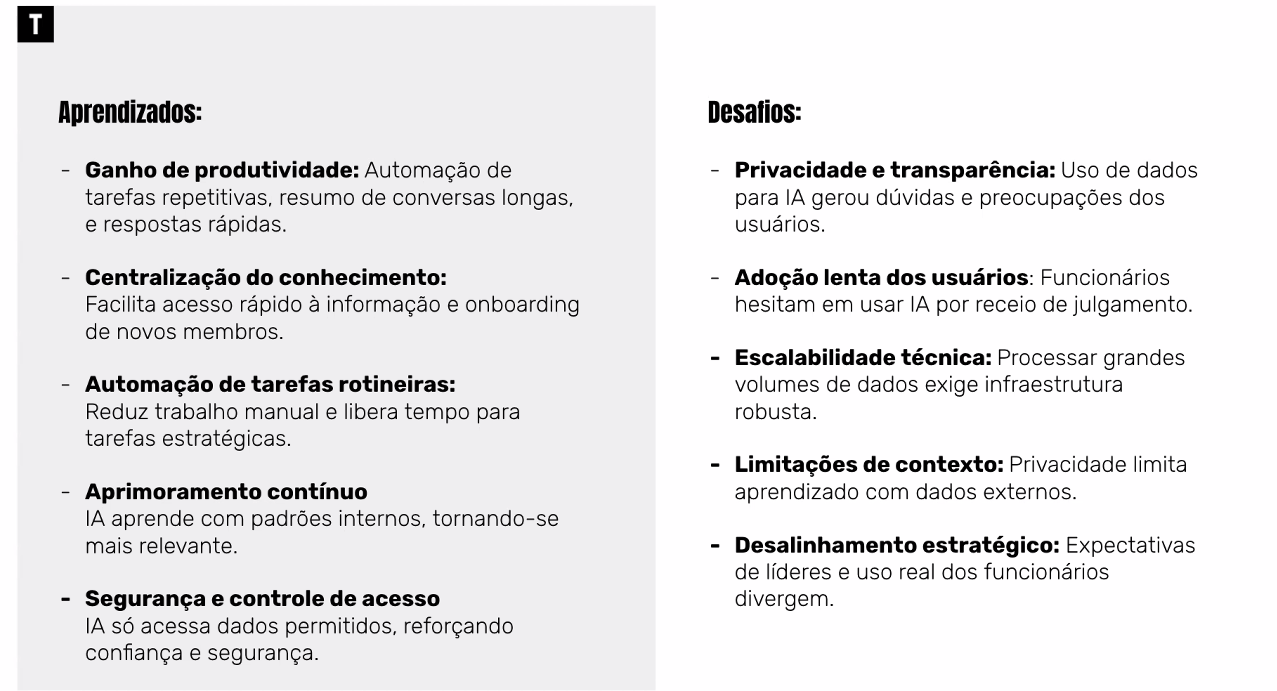 T
Aprendizados:
- Ganho de produtividade: Automação de
tarefas repetitivas, resumo de conversas longas,
e respostas rápidas.
- Centralização do conhecimento:
Facilita acesso rápido à informação e onboarding
de novos membros.
- Automação de tarefas rotineiras:
Reduz trabalho manual e libera tempo para
tarefas estratégicas.
- Aprimoramento contínuo
IA aprende com padrões internos, tornando-se
mais relevante.
- Segurança e controle de acesso
IA só acessa dados permitidos, reforçando
confiança e segurança.
Desafios:
- Privacidade e transparência: Uso de dados
para IA gerou dúvidas e preocupações dos
usuários.
- Adoção lenta dos usuários: Funcionários
hesitam em usar IA por receio de julgamento.
- Escalabilidade técnica: Processar grandes
volumes de dados exige infraestrutura
robusta.
- Limitações de contexto: Privacidade limita
aprendizado com dados externos.
- Desalinhamento estratégico: Expectativas
de líderes e uso real dos funcionários
divergem.